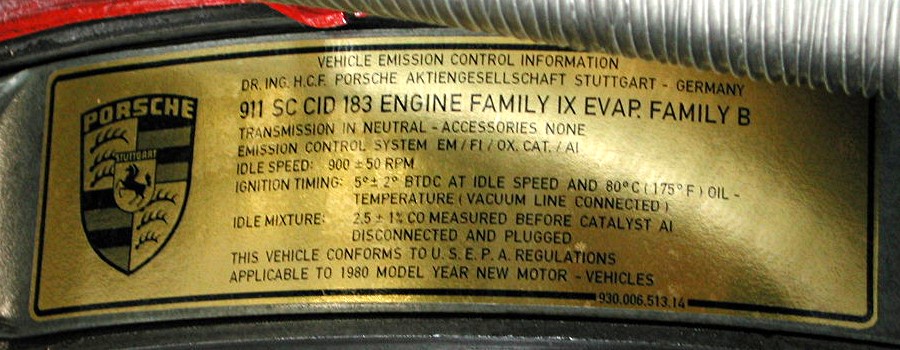 VEHICLE EMISSION CONTROL INFORMATION
DR. ING. H.C.F. PORSCHE AKTIENGESELLSCHAFT STUTTGART - GERMANY
911 SC CID 183 ENGINE FAMILY IX EVAP. FAMILY B
TRANSMISSION IN NEUTRAL - ACCESSORIES NONE
EMISSION CONTROL SYSTEM EM / FI / OX. CAT. / AI
IDLE SPEED: 900 ± 50 RPM
IGNITION TIMING: 5° ± 2° BTDC AT IDLE SPEED AND 80°C ( 175°F ) OIL -
TEMPERATURE ( VACUUM LINE CONNECTED )
IDLE MIXTURE: 2,5 ± 1% CO MEASURED BEFORE CATALYST AI
DISCONNECTED AND PLUGGED
THIS VEHICLE CONFORMS TO U. S. E. P. A. REGULATIONS
APPLICABLE TO 1980 MODEL YEAR NEW MOTOR - VEHICLES
930.006.513.14
PORSCHE
STUTTGART